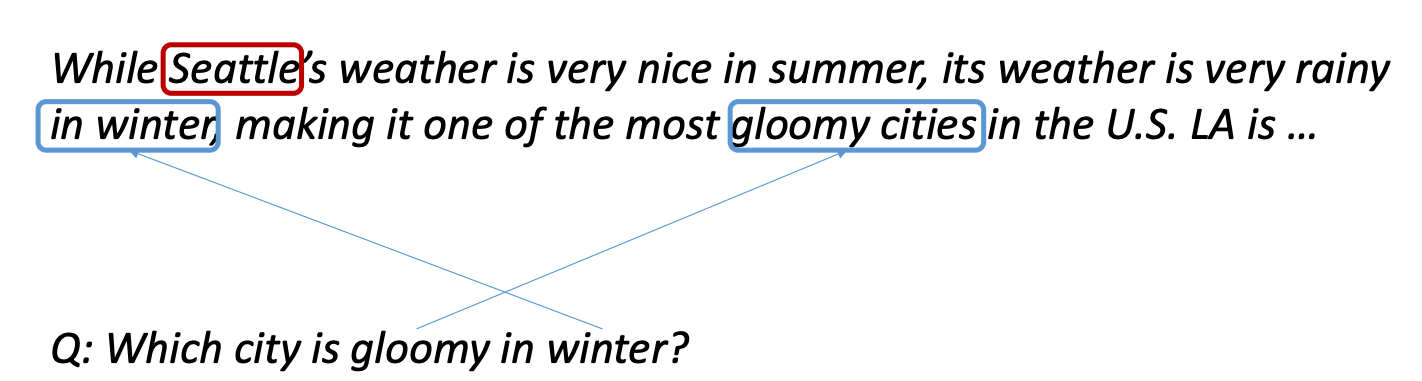 While Seattle's weather is very nice in summer, its weather is very rainy
in winter, making it one of the most gloomy cities in the U.S. LA is …
Q: Which city is gloomy in winter?